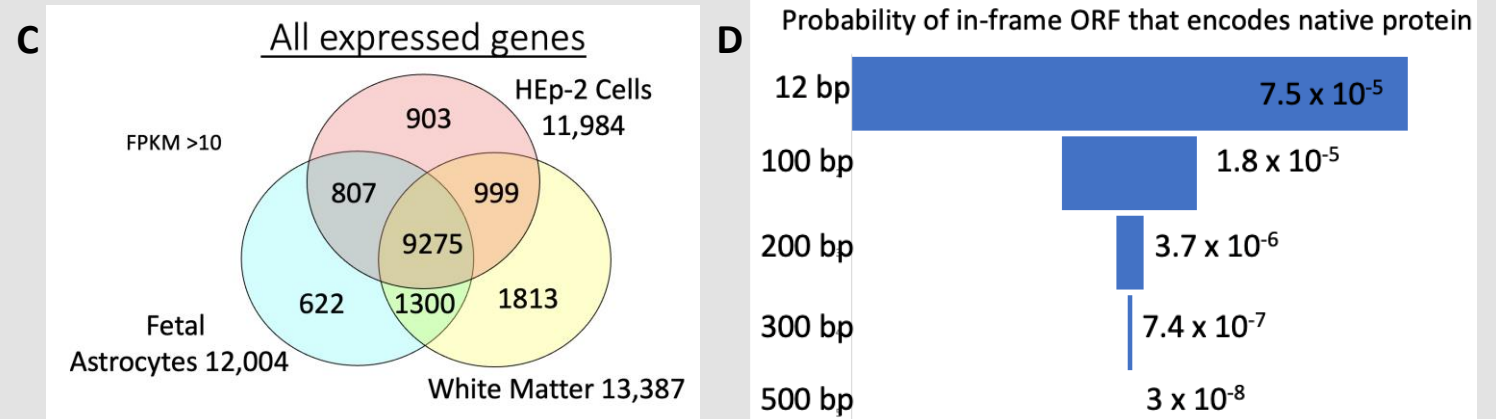 C
All expressed genes
HEp-2 Cells
11,984
FPKM >10
903
807
999
9275
622
1300
1813
Fetal
Astrocytes 12,004
White Matter 13,387
D
Probability of in-frame ORF that encodes native protein
12 bp
7.5 x 10⁻⁵
100 bp
1.8 x 10⁻⁵
200 bp
3.7 x 10⁻⁶
300 bp
7.4 x 10⁻⁷
500 bp
3 x 10⁻⁸